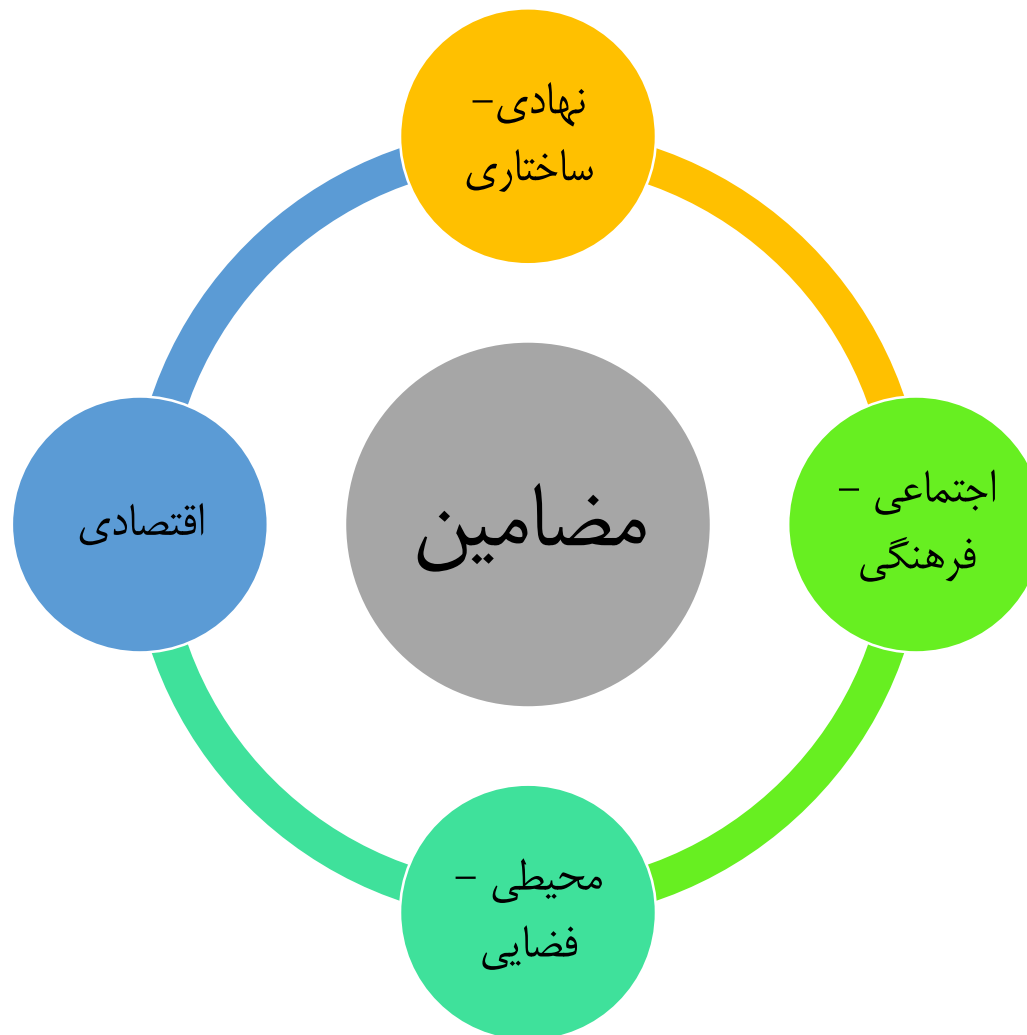 نهادی–
ساختاری
اجتماعی –
فرهنگی
محیطی –
فضایی
اقتصادی
مضامین